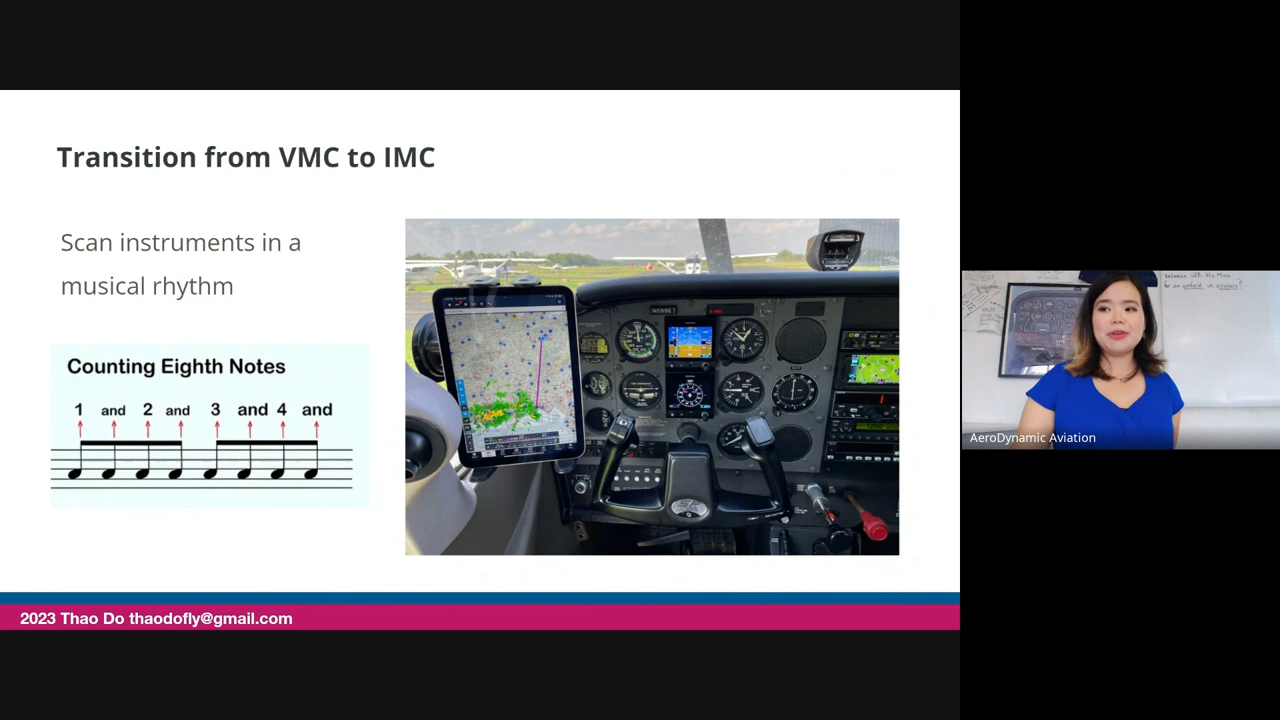 Transition from VMC to IMC
Scan instruments in a
musical rhythm
Counting Eighth Notes
1 and 2 and 3 and 4 and
2023 Thao Do thaodofly@gmail.com
AeroDynamic Aviation